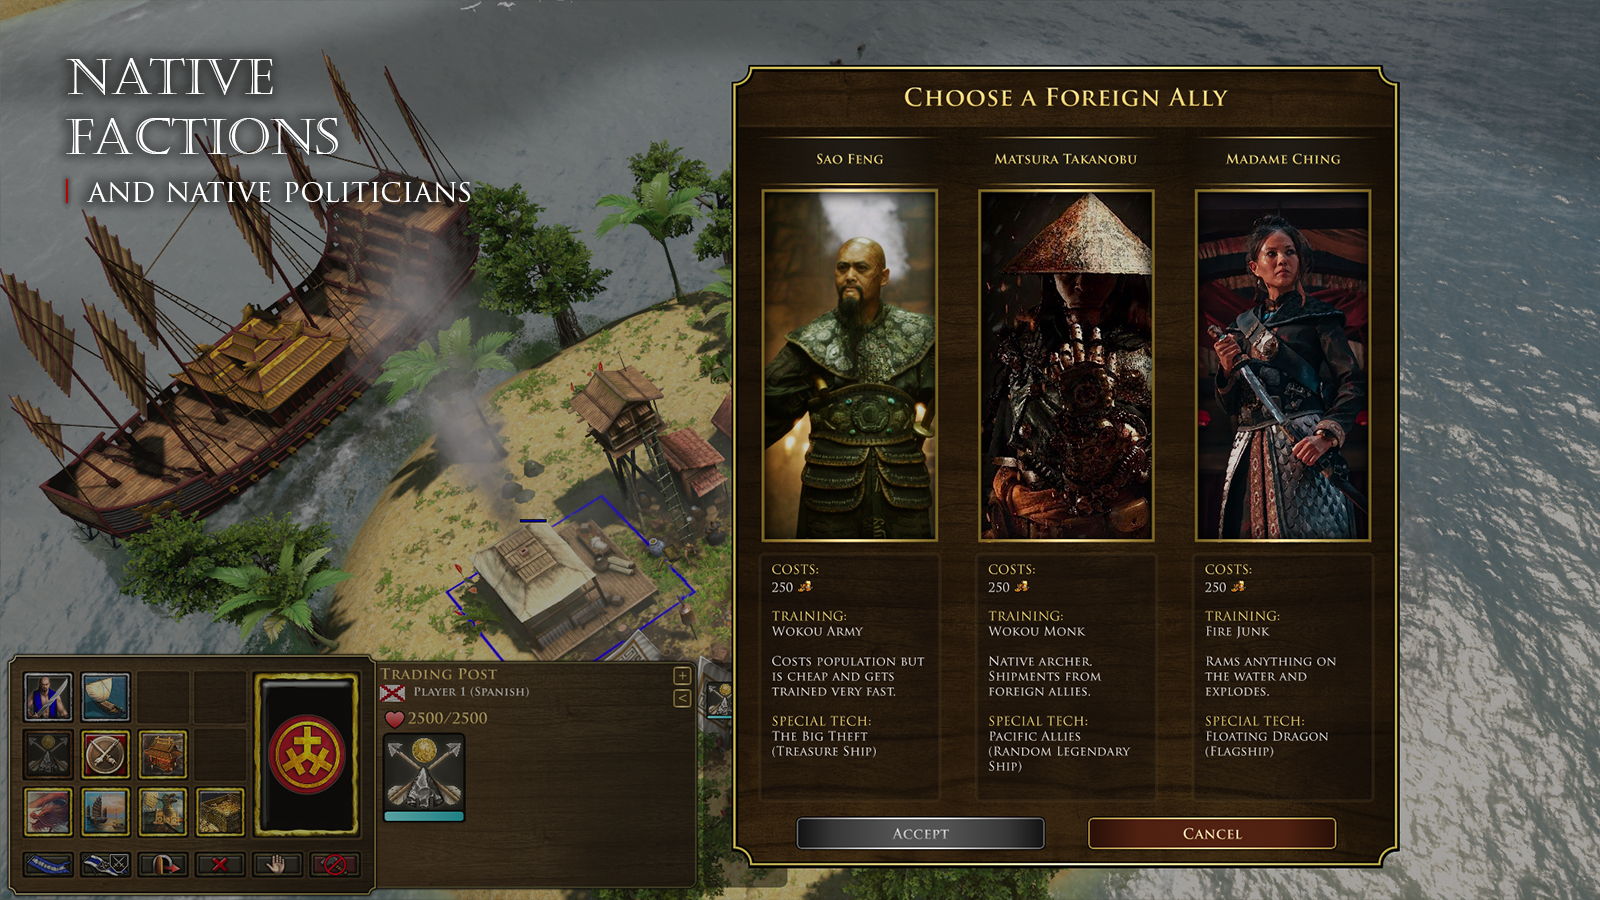 NATIVE
FACTIONS
AND NATIVE POLITICIANS
CHOOSE A FOREIGN ALLY
SAO FENG
MATSURA TAKANOBU
MADAME CHING
COSTS:
250
TRAINING:
WOKOU ARMY
COSTS POPULATION BUT
IS CHEAP AND GETS
TRAINED VERY FAST.
SPECIAL TECH:
THE BIG THEFT
(TREASURE SHIP)
COSTS:
250
TRAINING:
WOKOU MONK
NATIVE ARCHER.
SHIPMENTS FROM
FOREIGN ALLIES.
SPECIAL TECH:
PACIFIC ALLIES
(RANDOM LEGENDARY
SHIP)
COSTS:
250
TRAINING:
FIRE JUNK
RAMS ANYTHING ON
THE WATER AND
EXPLODES.
SPECIAL TECH:
FLOATING DRAGON
(FLAGSHIP)
ACCEPT
CANCEL
TRADING POST
PLAYER 1 (SPANISH)
2500/2500
+
<